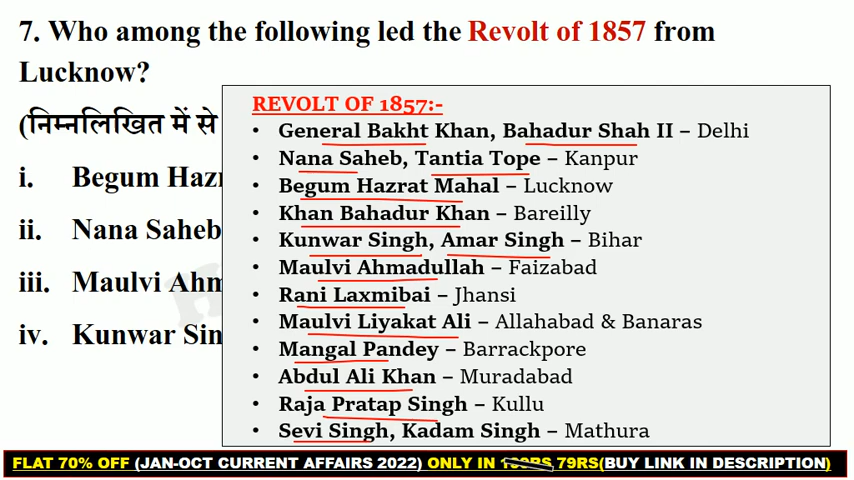 7. Who among the following led the Revolt of 1857 from
Lucknow?
(निम्नलिखित में से
i. Begum Haz
ii. Nana Saheb
iii. Maulvi Ahm
iv. Kunwar Sin
REVOLT OF 1857:-
• General Bakht Khan, Bahadur Shah II – Delhi
• Nana Saheb, Tantia Tope – Kanpur
• Begum Hazrat Mahal – Lucknow
• Khan Bahadur Khan – Bareilly
• Kunwar Singh, Amar Singh – Bihar
• Maulvi Ahmadullah – Faizabad
• Rani Laxmibai – Jhansi
• Maulvi Liyakat Ali – Allahabad & Banaras
• Mangal Pandey – Barrackpore
• Abdul Ali Khan – Muradabad
• Raja Pratap Singh – Kullu
• Sevi Singh, Kadam Singh – Mathura
FLAT 70% OFF (JAN-OCT CURRENT AFFAIRS 2022) ONLY IN 79RS(BUY LINK IN DESCRIPTION)